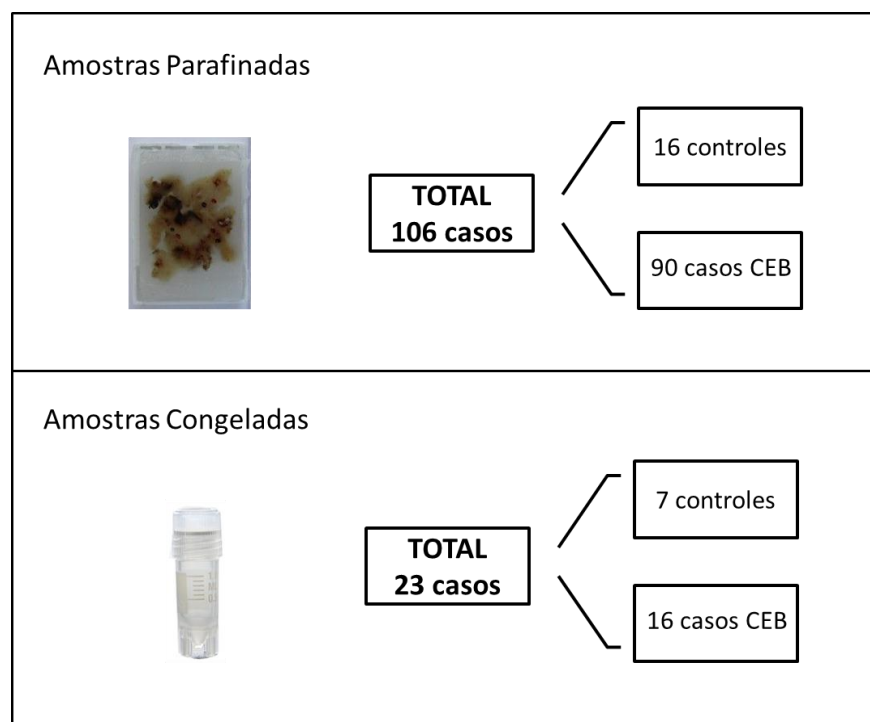 Amostras Parafinadas
TOTAL
106 casos
16 controles
90 casos CEB
Amostras Congeladas
TOTAL
23 casos
7 controles
16 casos CEB